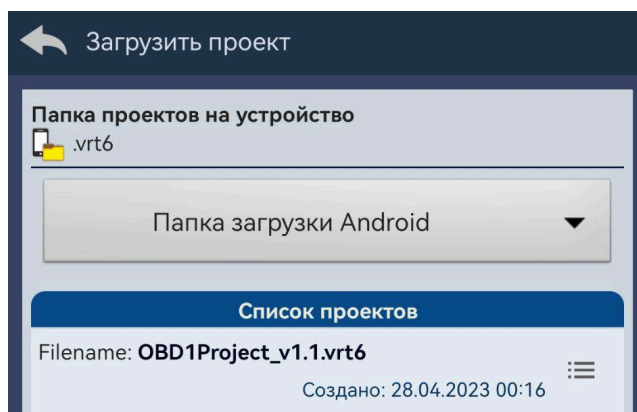 Загрузить проект
Папка проектов на устройство
.vrt6
Папка загрузки Android
Список проектов
Filename: OBD1Project_v1.1.vrt6
Создано: 28.04.2023 00:16